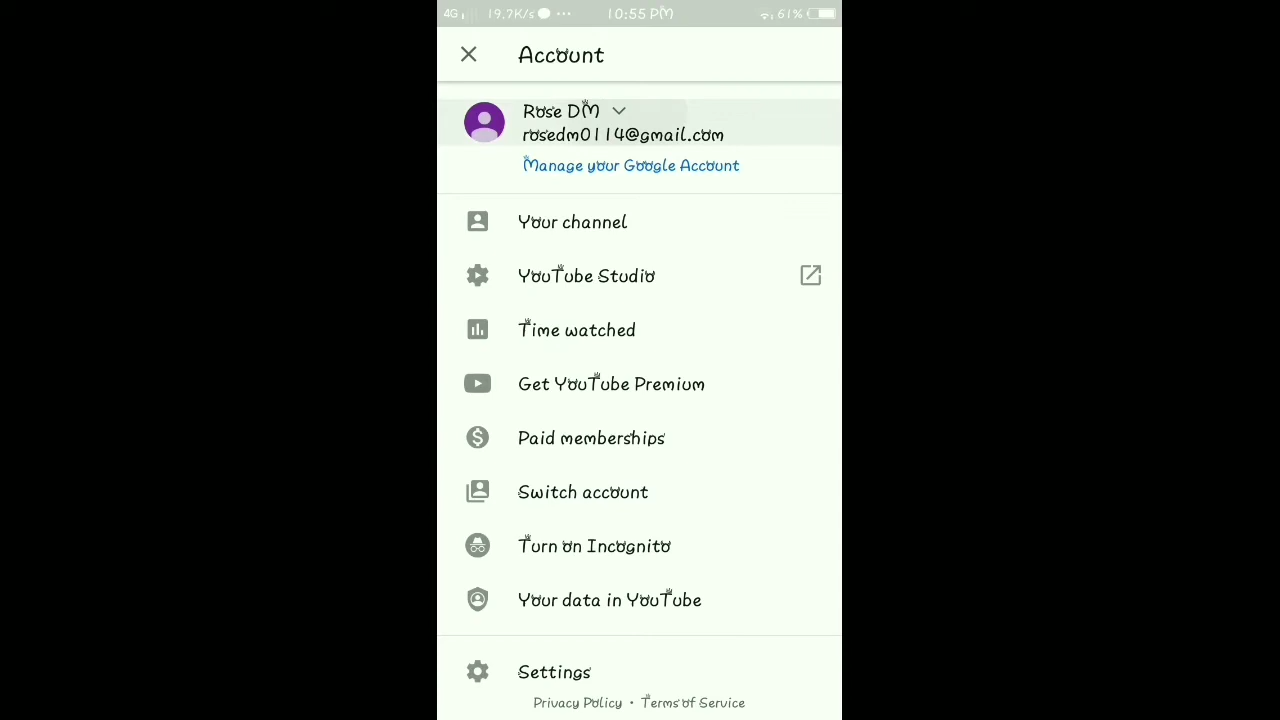 4G 19.7K/s 10:55 PM 61%
Account
Rose DM
rosedm0114@gmail.com
Manage your Google Account
Your channel
YouTube Studio
Time watched
Get YouTube Premium
Paid memberships
Switch account
Turn on Incognito
Your data in YouTube
Settings
Privacy Policy • Terms of Service